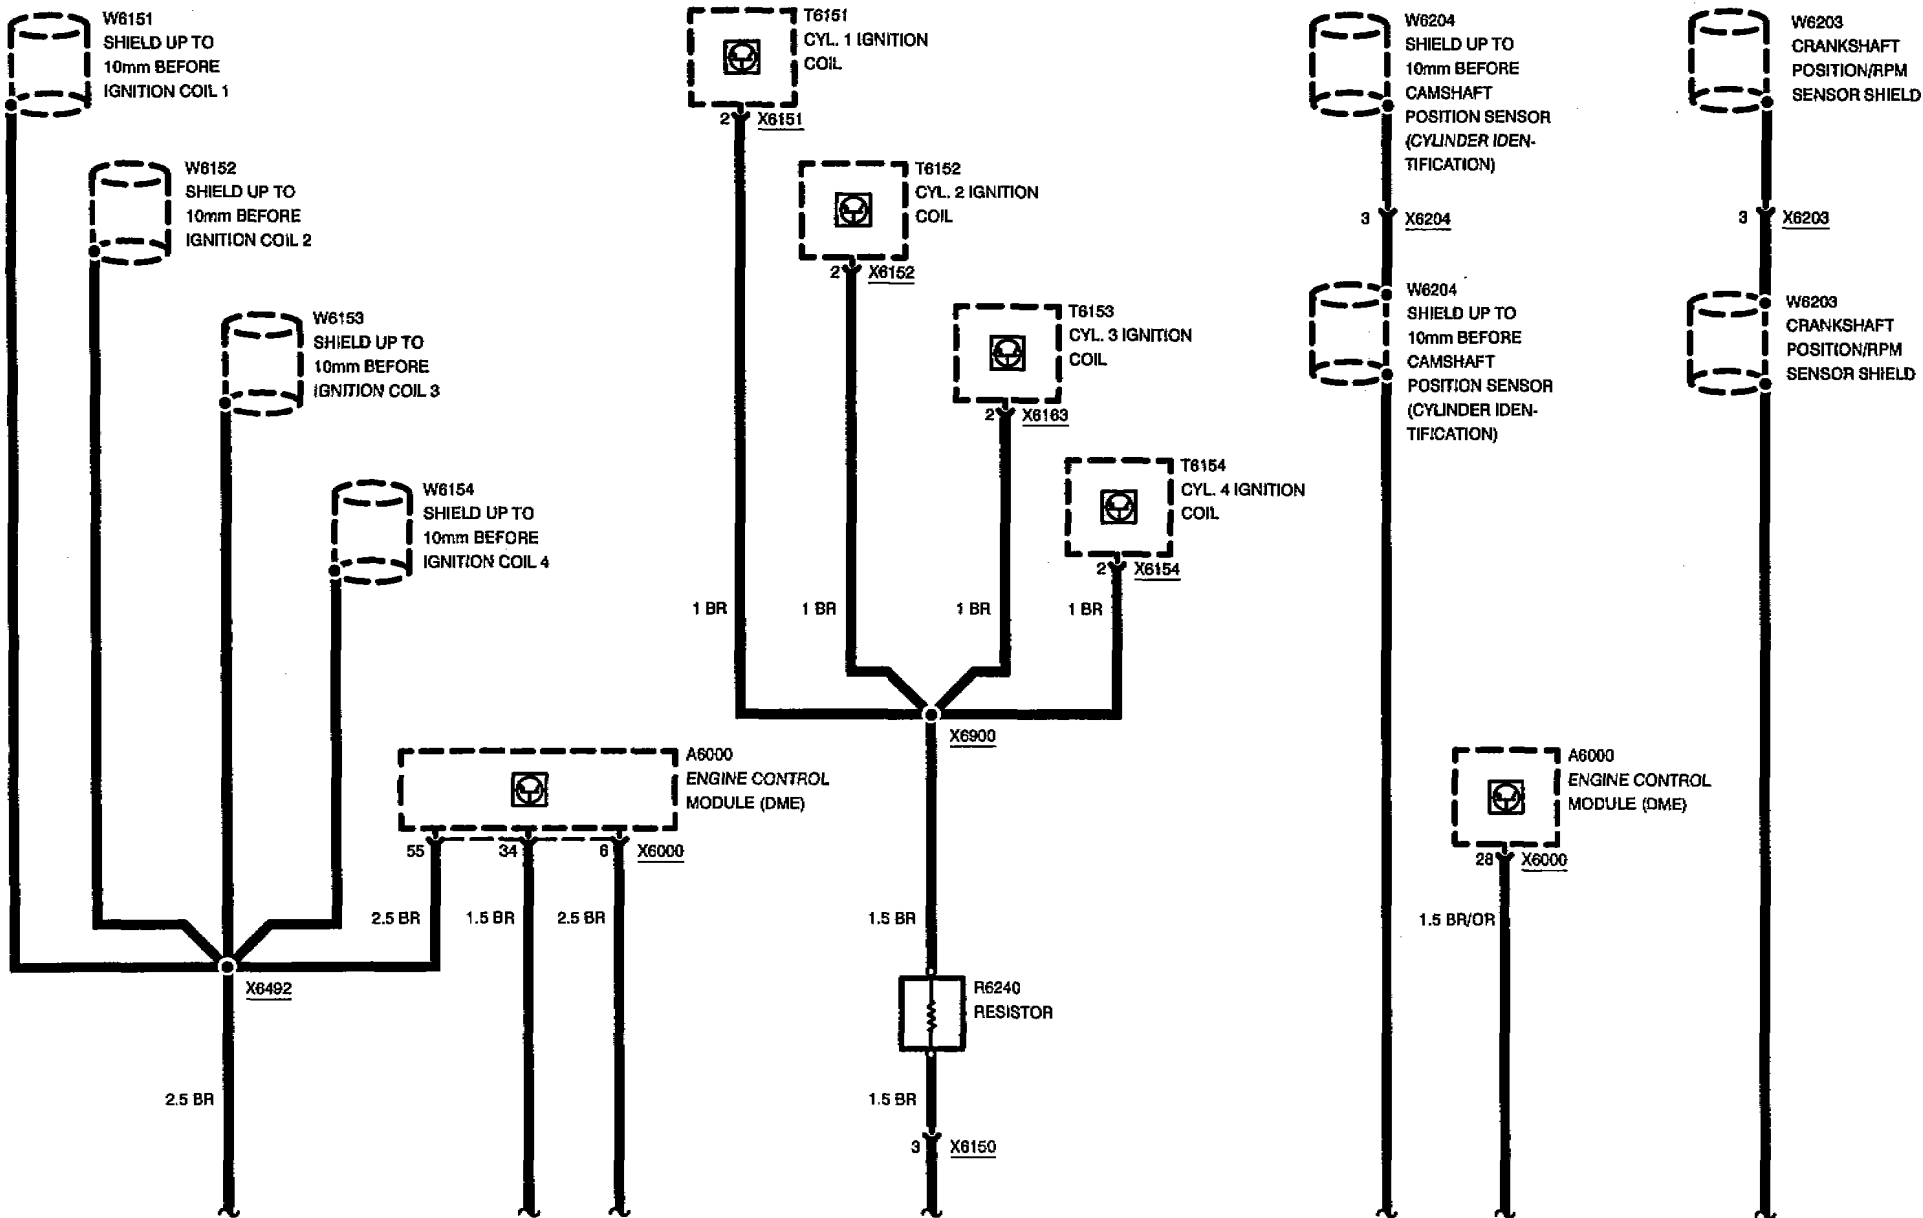 W6151
SHIELD UP TO
10mm BEFORE
IGNITION COIL 1
W6152
SHIELD UP TO
10mm BEFORE
IGNITION COIL 2
W6153
SHIELD UP TO
10mm BEFORE
IGNITION COIL 3
W6154
SHIELD UP TO
10mm BEFORE
IGNITION COIL 4
T6151
CYL. 1 IGNITION
COIL
2
X6151
T6152
CYL. 2 IGNITION
COIL
2
X6152
T6153
CYL. 3 IGNITION
COIL
2
X6163
T6154
CYL. 4 IGNITION
COIL
2
X6154
1 BR
1 BR
1 BR
1 BR
X6900
W6204
SHIELD UP TO
10mm BEFORE
CAMSHAFT
POSITION SENSOR
(CYLINDER IDEN-
TIFICATION)
3
X6204
W6204
SHIELD UP TO
10mm BEFORE
CAMSHAFT
POSITION SENSOR
(CYLINDER IDEN-
TIFICATION)
W6203
CRANKSHAFT
POSITION/RPM
SENSOR SHIELD
3
X6203
W6203
CRANKSHAFT
POSITION/RPM
SENSOR SHIELD
A6000
ENGINE CONTROL
MODULE (DME)
55
34
6
X6000
2.5 BR
1.5 BR
2.5 BR
X6492
2.5 BR
1.5 BR
R6240
RESISTOR
1.5 BR
3
X6150
A6000
ENGINE CONTROL
MODULE (DME)
28
X6000
1.5 BR/OR